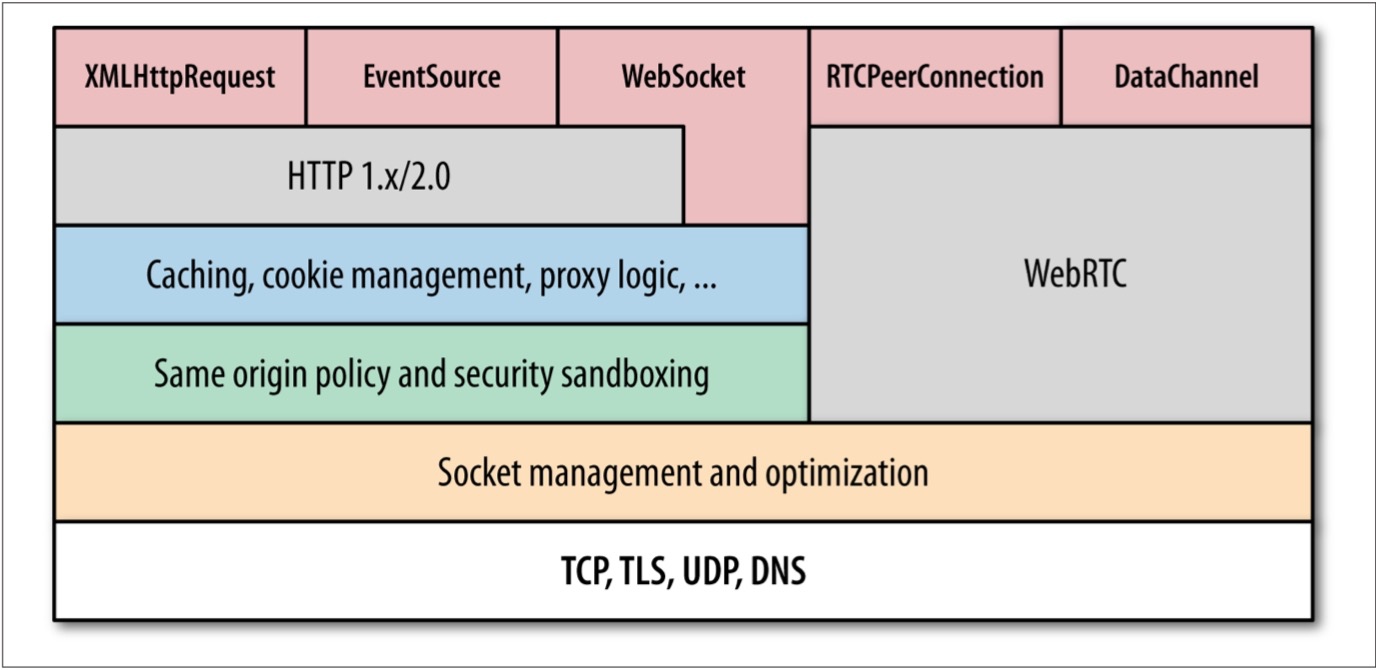 XMLHttpRequest
EventSource
WebSocket
RTCPeerConnection
DataChannel
HTTP 1.x/2.0
WebRTC
Caching, cookie management, proxy logic, ...
Same origin policy and security sandboxing
Socket management and optimization
TCP, TLS, UDP, DNS